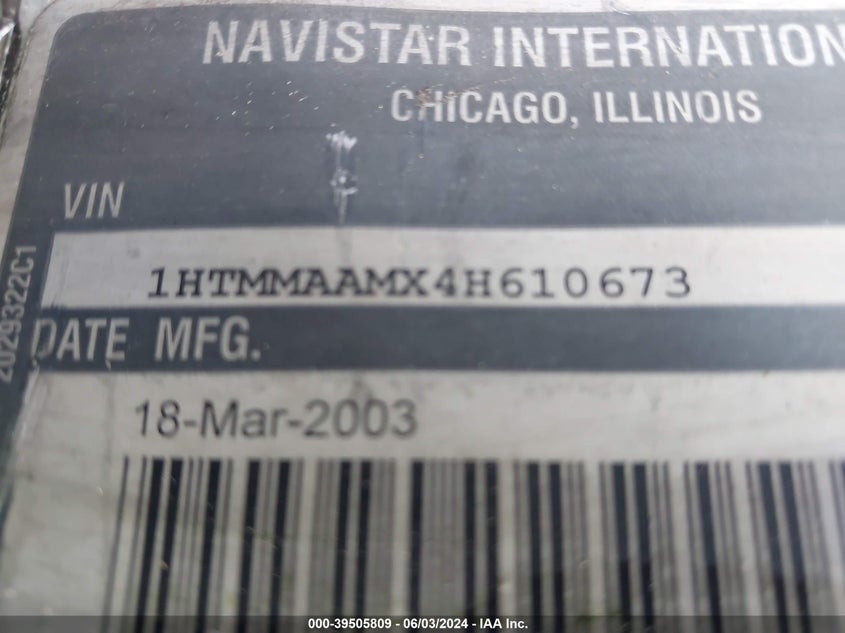 NAVISTAR INTERNATION
CHICAGO, ILLINOIS
VIN
1HTMMAAMX4H610673
DATE MFG.
18-Mar-2003
2029322C1
000-39505809 - 06/03/2024 - IAA Inc.